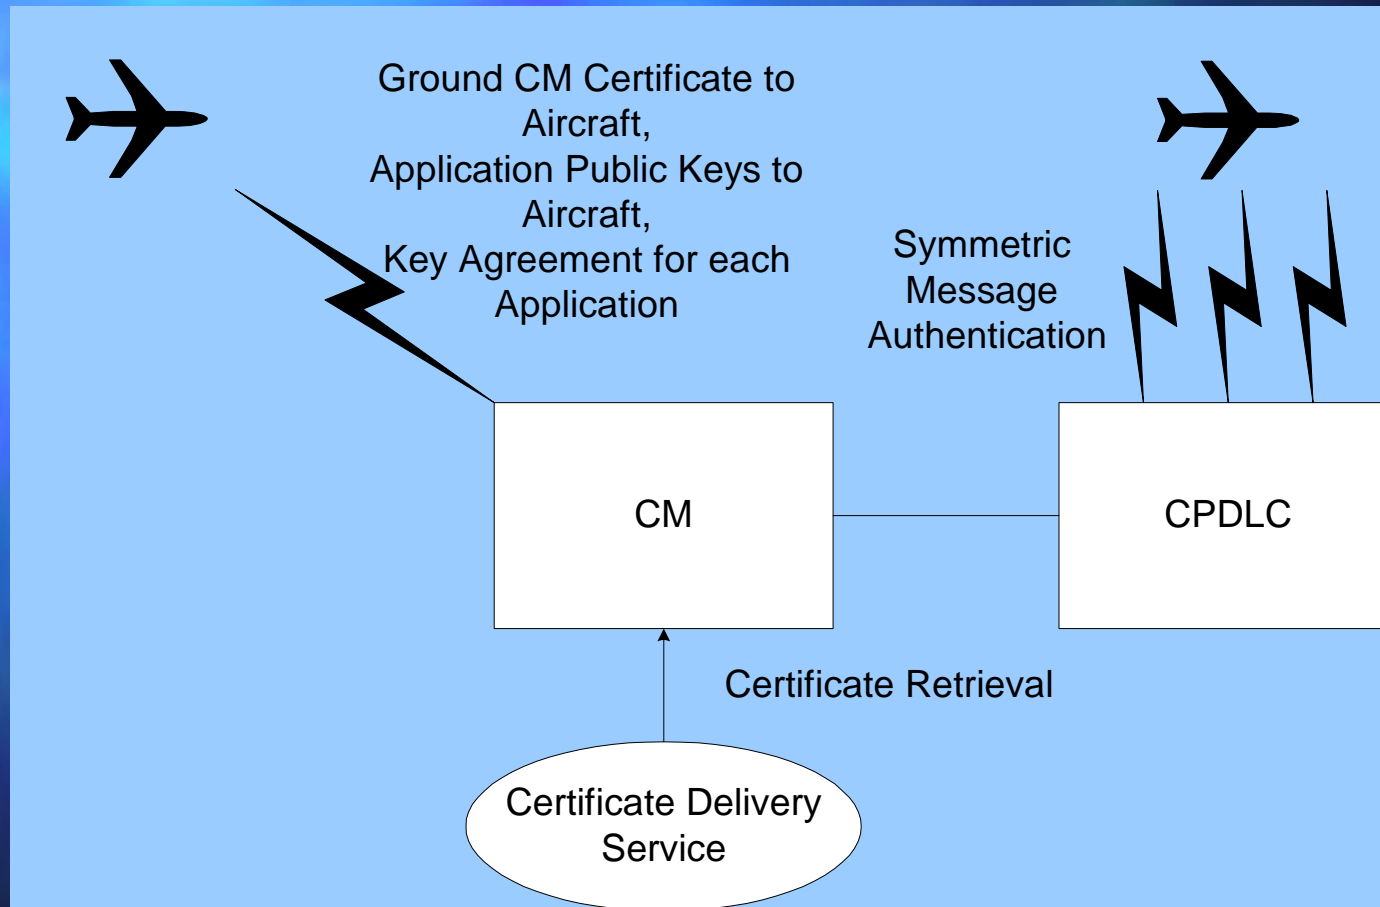 Ground CM Certificate to
Aircraft,
Application Public Keys to
Aircraft,
Key Agreement for each
Application
Symmetric
Message
Authentication
CM
CPDLC
Certificate Retrieval
Certificate Delivery
Service